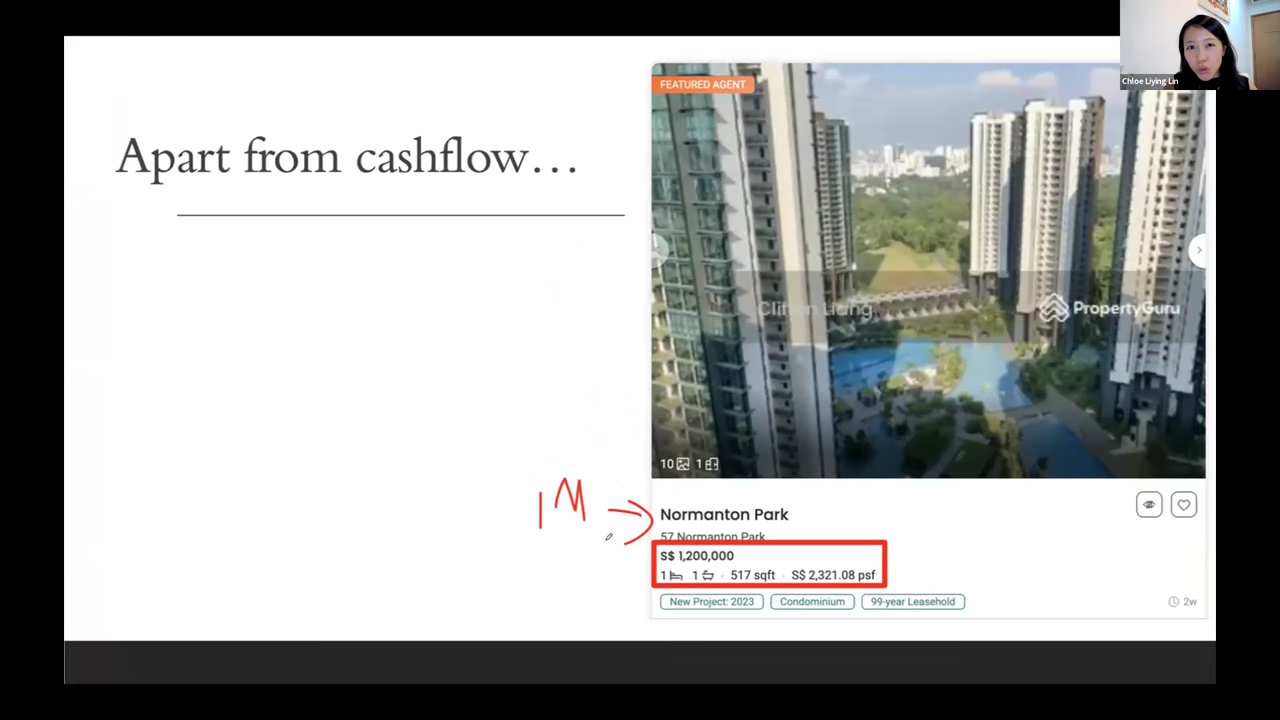 Chloe Liying Lin
Apart from cashflow...
FEATURED AGENT
PropertyGuru
10 1
1M
Normanton Park
57 Normanton Park
S$ 1,200,000
1 1 · 517 sqft · S$ 2,321.08 psf
New Project: 2023 Condominium 99-year Leasehold
2w